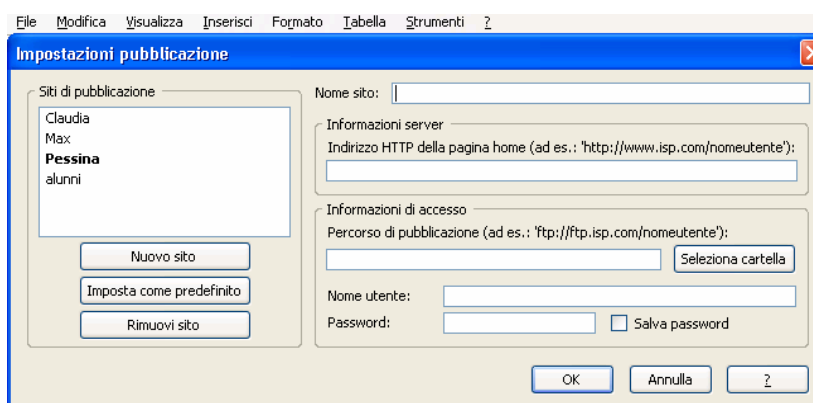 File Modifica Visualizza Inserisci Formato Tabella Strumenti ?
Impostazioni pubblicazione
Siti di pubblicazione
Claudia
Max
Pessina
alunni
Nuovo sito
Imposta come predefinito
Rimuovi sito
Nome sito:
Informazioni server
Indirizzo HTTP della pagina home (ad es.: 'http://www.isp.com/nomeutente'):
Informazioni di accesso
Percorso di pubblicazione (ad es.: 'ftp://ftp.isp.com/nomeutente'):
Seleziona cartella
Nome utente:
Password:
Salva password
OK Annulla ?